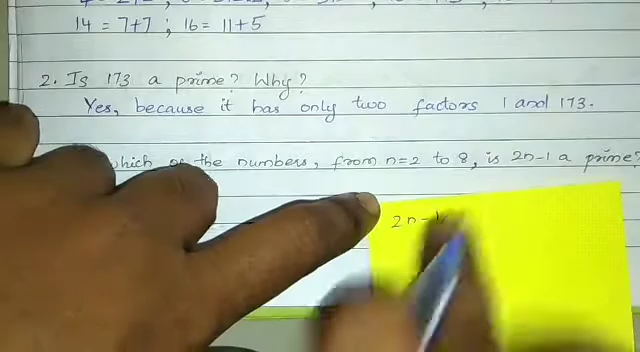 14 = 7+7 ; 16 = 11+5
2. Is 173 a prime? Why?
Yes, because it has only two factors 1 and 173.
which of the numbers, from n=2 to 8, is 2n-1 a prime?
2n-1